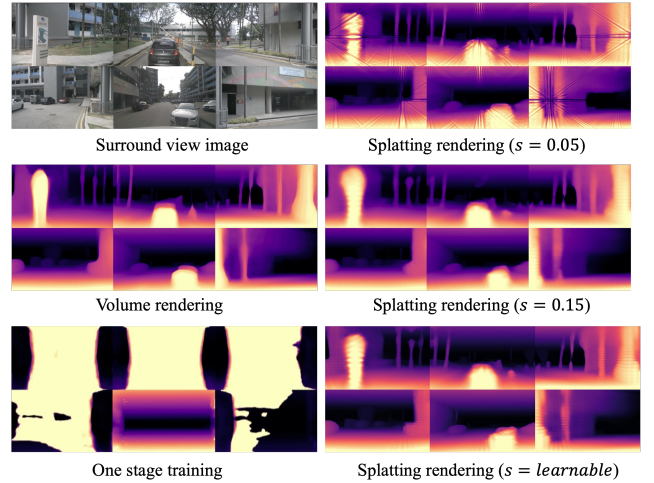 Surround view image
Splatting rendering (s = 0.05)
Volume rendering
Splatting rendering (s = 0.15)
One stage training
Splatting rendering (s = learnable)